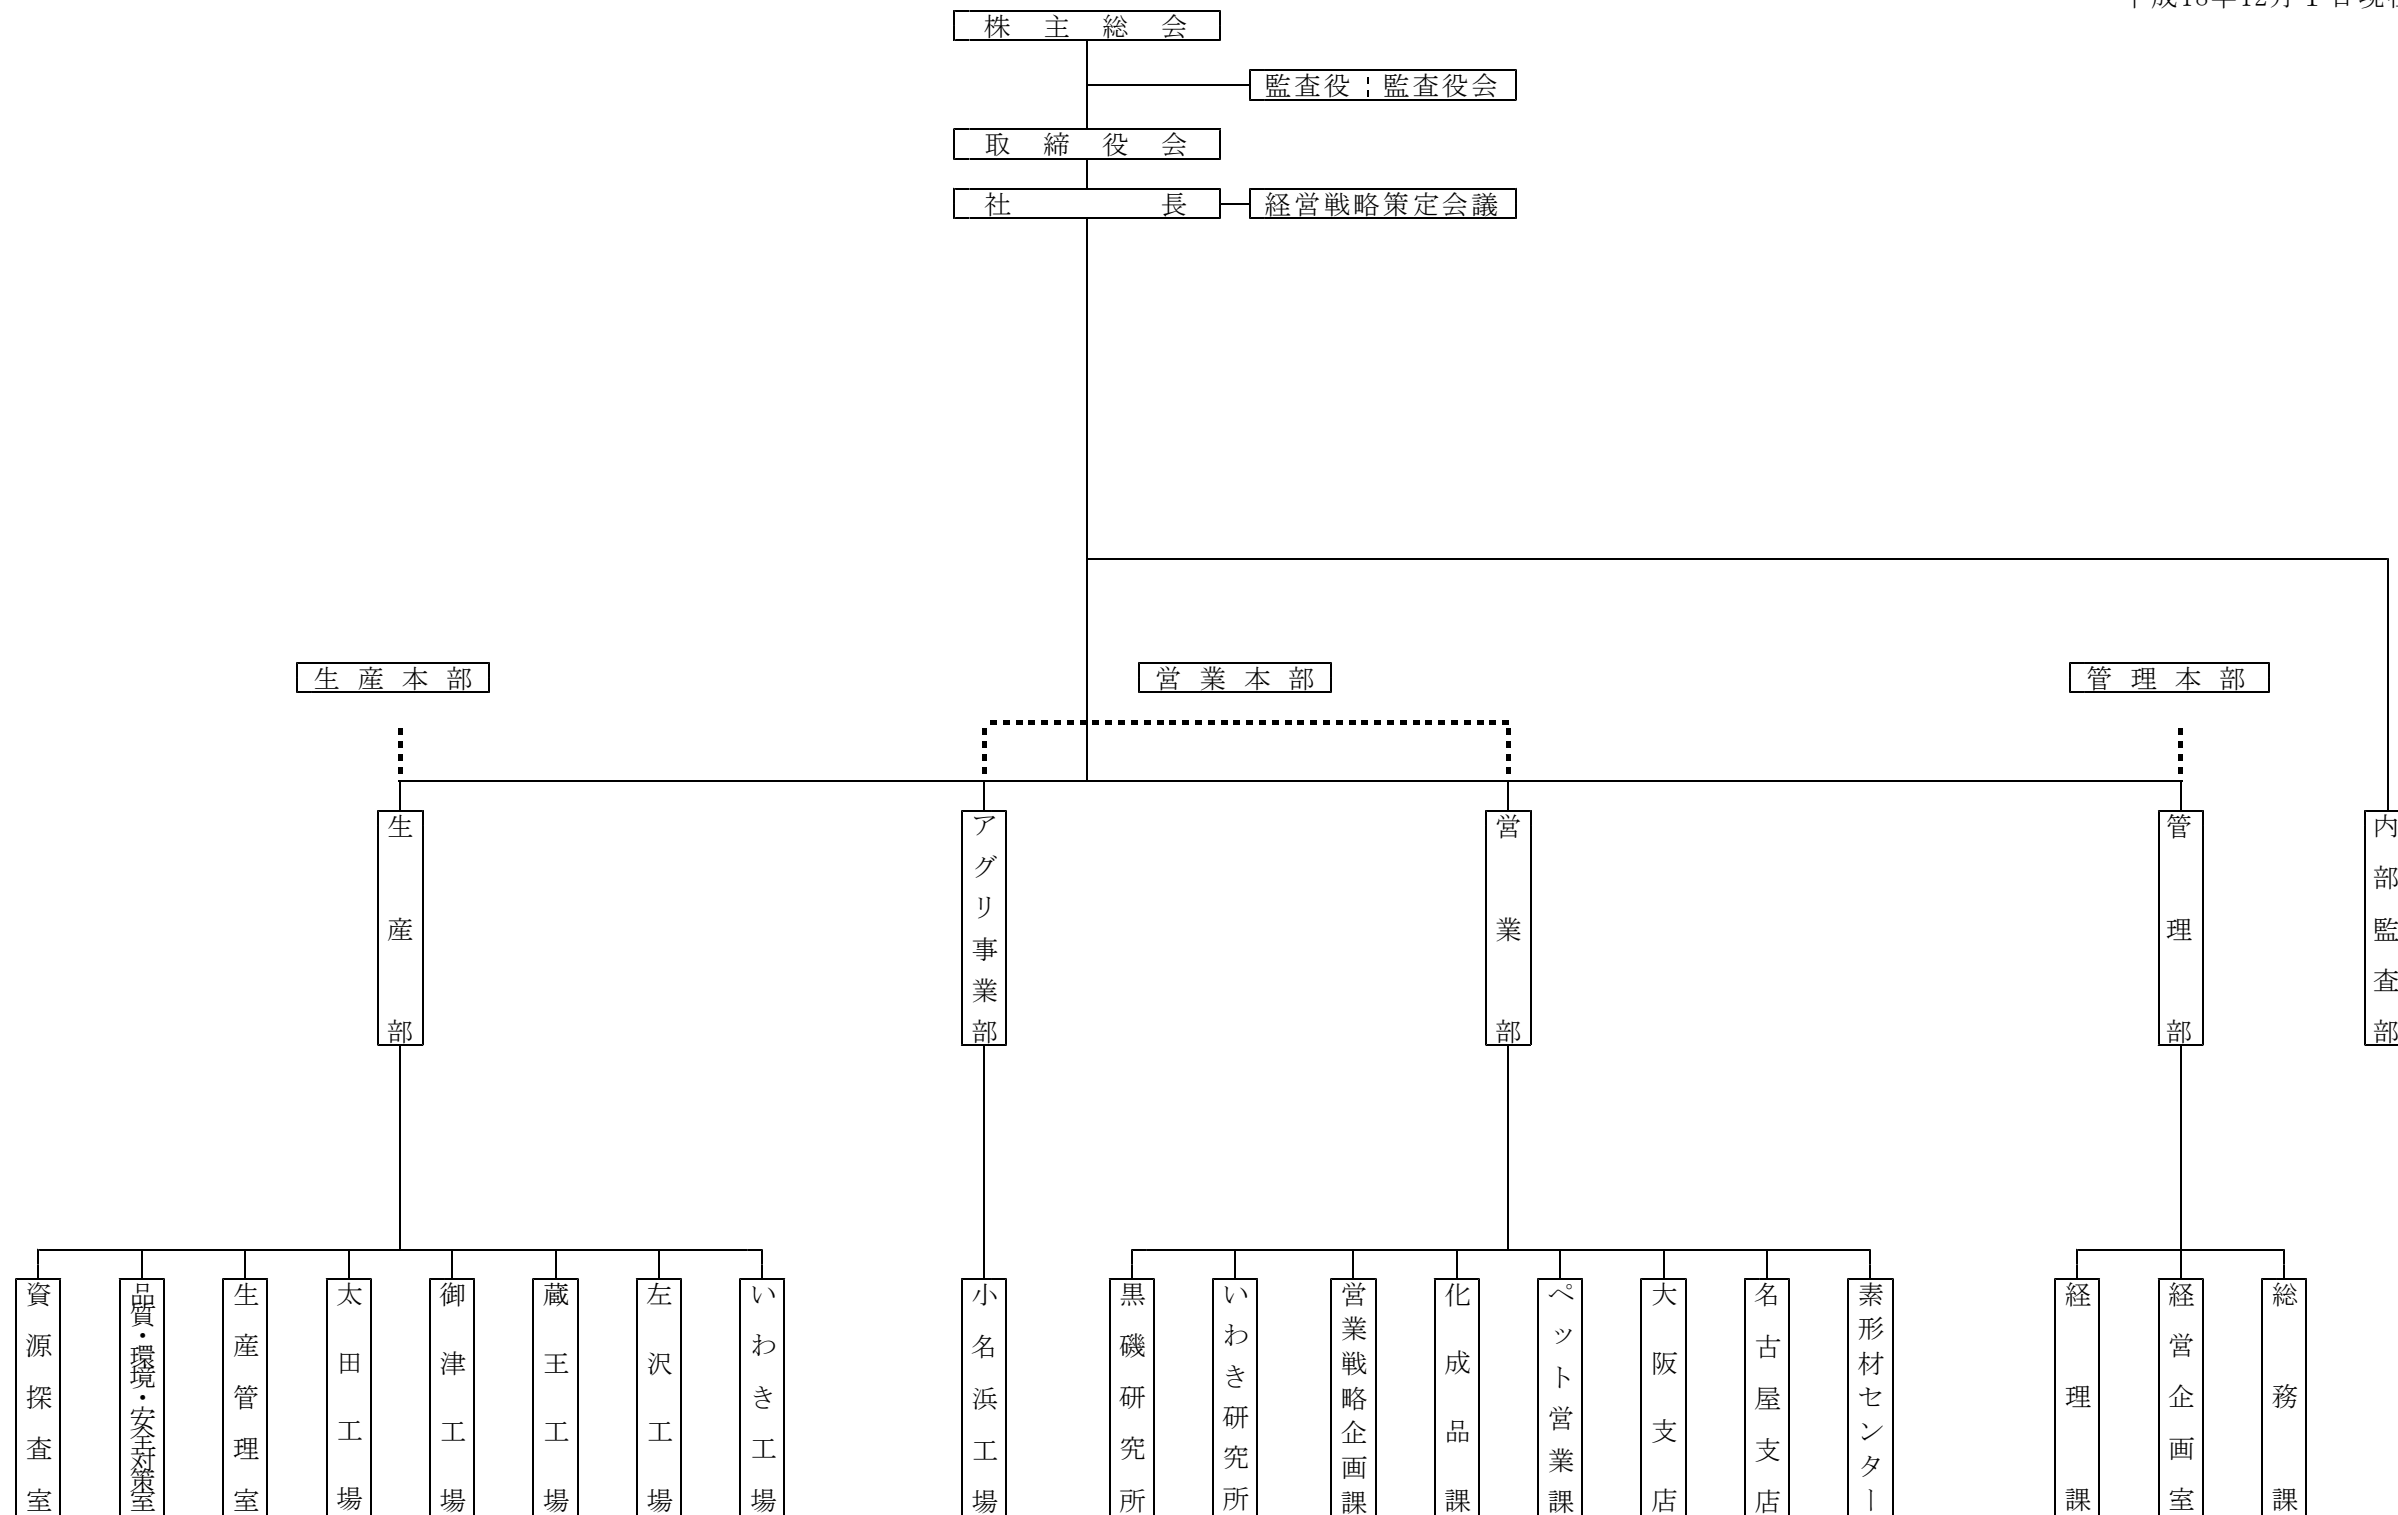 株主総会
監査役 ¦ 監査役会
取締役会
社長
経営戦略策定会議
生産本部
営業本部
管理本部
生産部
アグリ事業部
営業部
管理部
内部監査部
資源探査室
品質・環境・安全対策室
生産管理室
太田工場
御津工場
蔵王工場
左沢工場
いわき工場
小名浜工場
黒磯研究所
いわき研究所
営業戦略企画課
化成品課
ペット営業課
大阪支店
名古屋支店
素形材センター
経理課
経営企画室
総務課